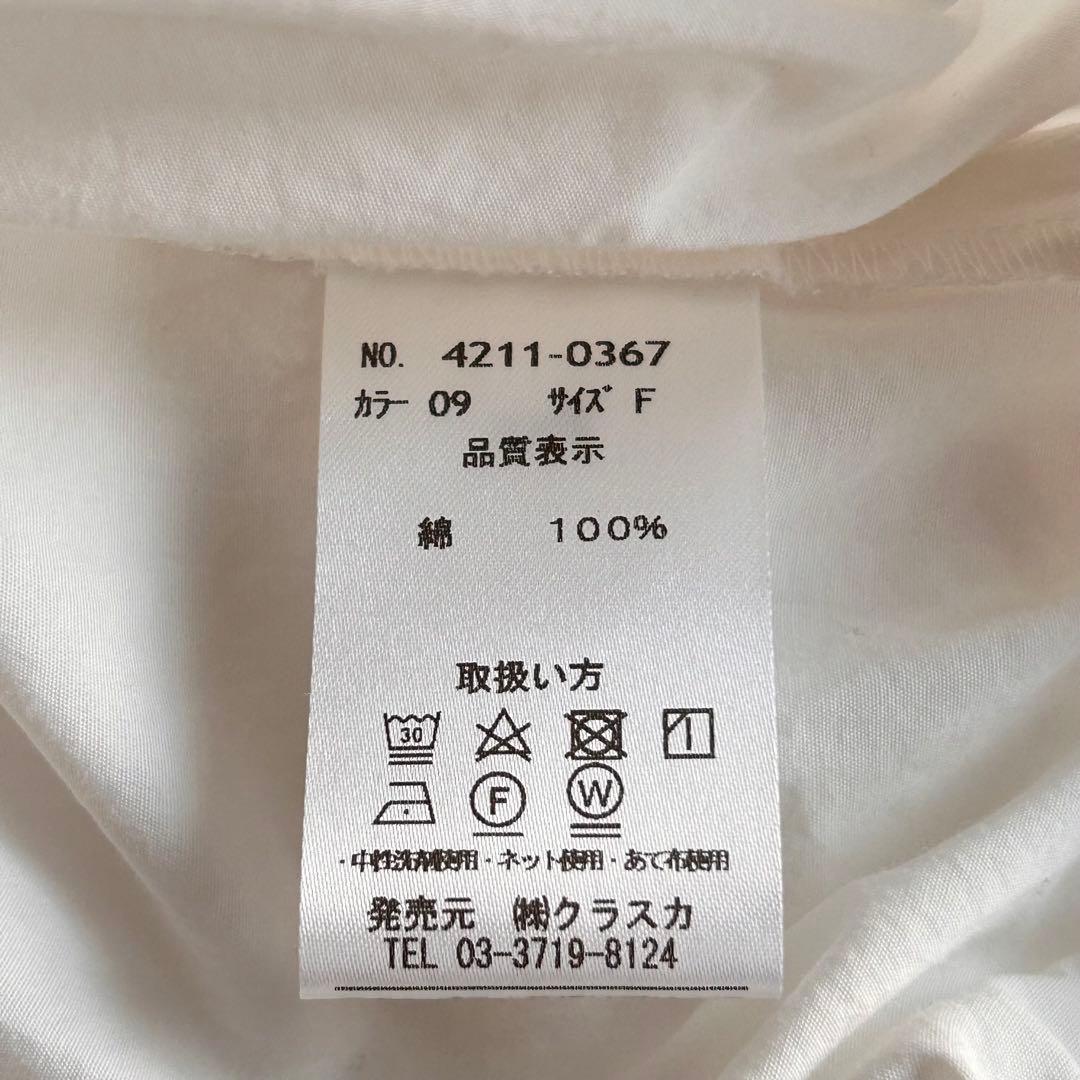 NO. 4211-0367
カラー 09 サイズ F
品質表示
綿 100%
取扱い方
30
F W
・中性洗剤使用・ネット使用・あて布使用
発売元 ㈱クラスカ
TEL 03-3719-8124